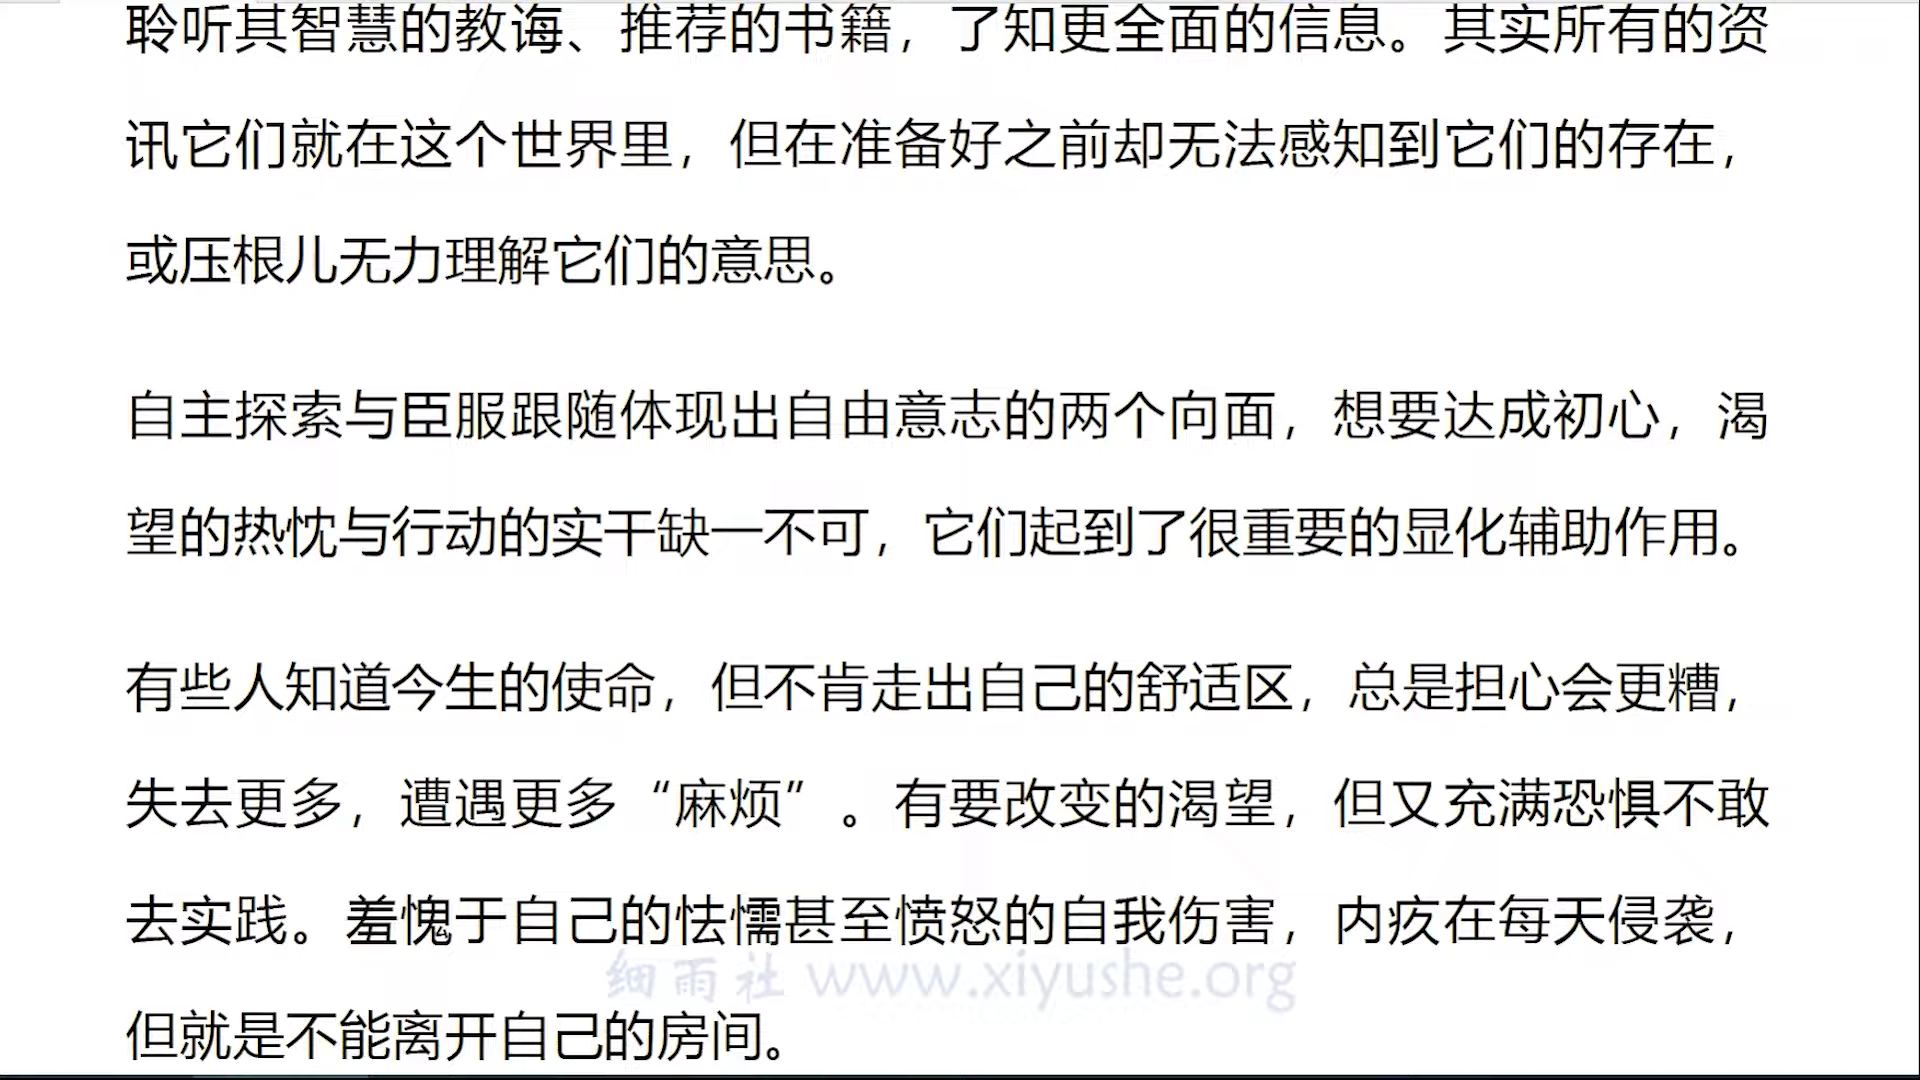 聆听其智慧的教诲、推荐的书籍，了知更全面的信息。其实所有的资
讯它们就在这个世界里，但在准备好之前却无法感知到它们的存在，
或压根儿无力理解它们的意思。
自主探索与臣服跟随体现出自由意志的两个向面，想要达成初心，渴
望的热忱与行动的实干缺一不可，它们起到了很重要的显化辅助作用。
有些人知道今生的使命，但不肯走出自己的舒适区，总是担心会更糟，
失去更多，遭遇更多“麻烦”。有要改变的渴望，但又充满恐惧不敢
去实践。羞愧于自己的怯懦甚至愤怒的自我伤害，内疚在每天侵袭，
细雨社 www.xiyushe.org
但就是不能离开自己的房间。